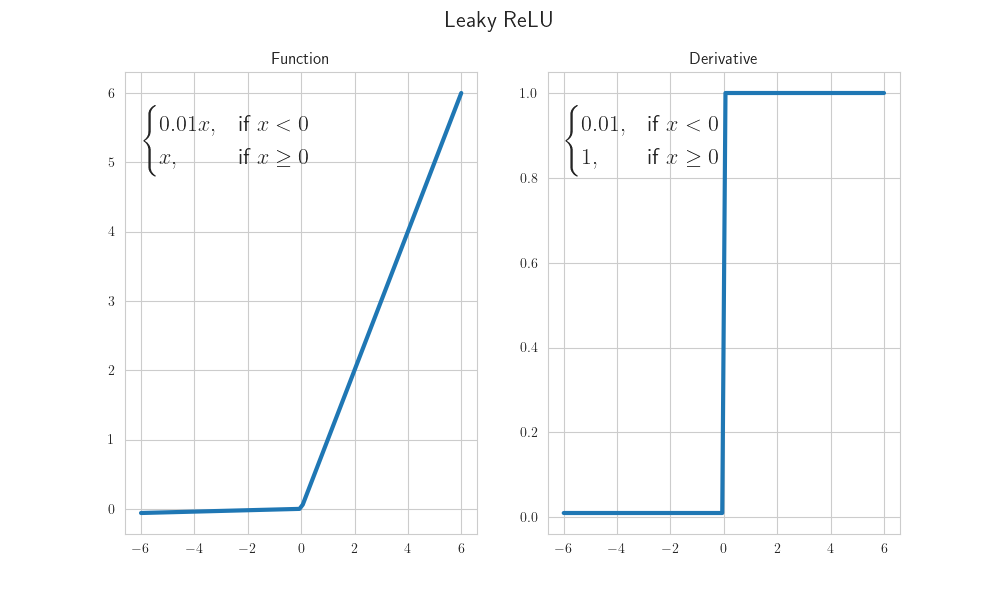 Leaky ReLU
Function
6
5
4
3
2
1
0
−6 −4 −2 0 2 4 6
0.01x, if x < 0
x, if x ≥ 0
Derivative
1.0
0.8
0.6
0.4
0.2
0.0
−6 −4 −2 0 2 4 6
0.01, if x < 0
1, if x ≥ 0